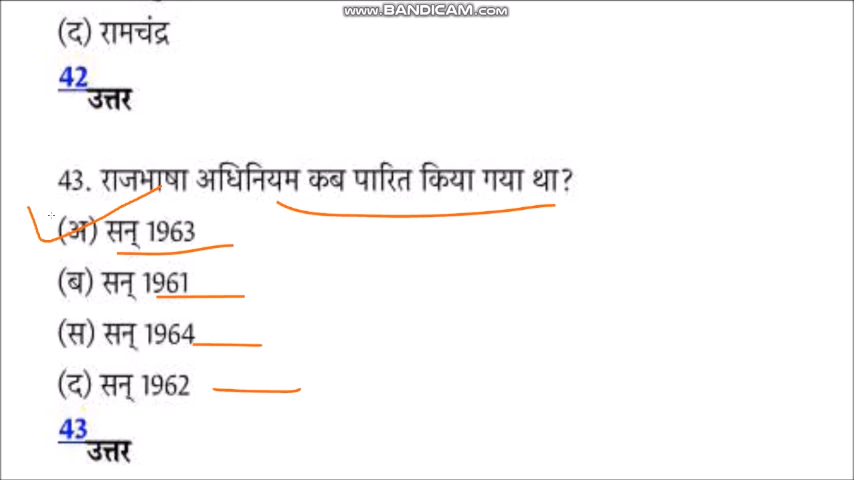 WWW.BANDICAM.COM
(द) रामचंद्र
42
उत्तर
43. राजभाषा अधिनियम कब पारित किया गया था?
(अ) सन् 1963
(ब) सन् 1961
(स) सन् 1964
(द) सन् 1962
43
उत्तर